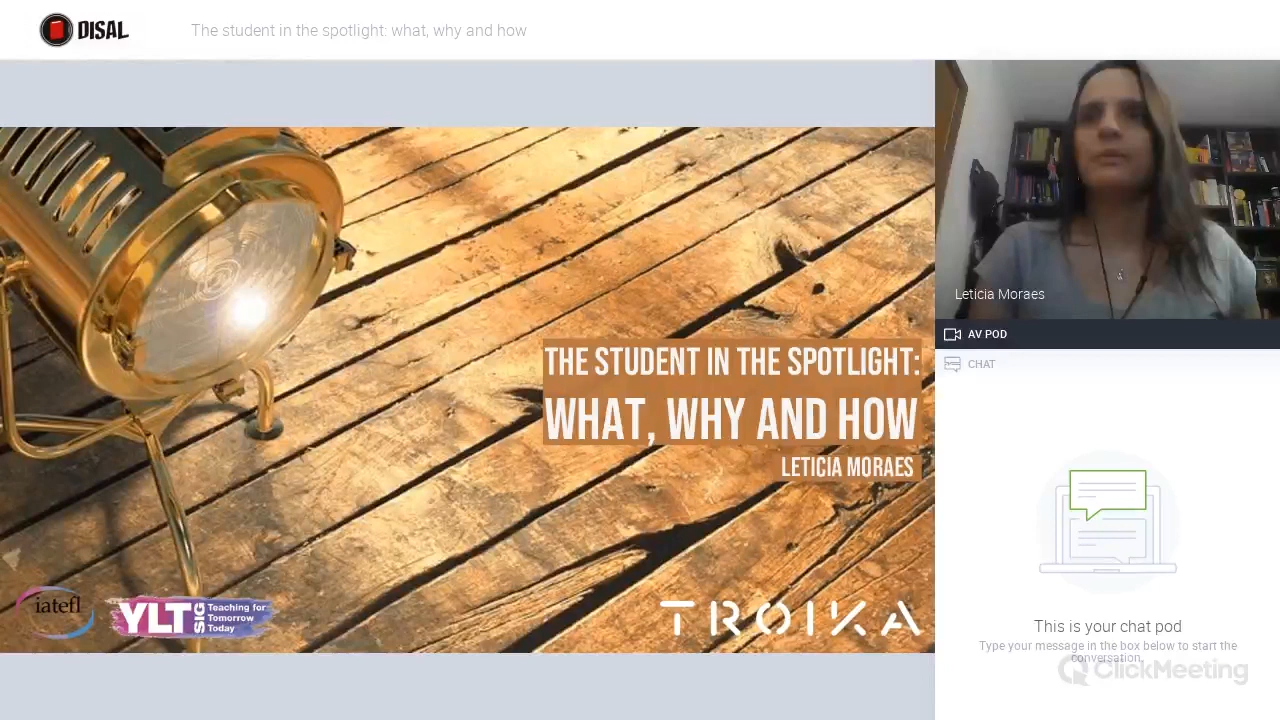 DISAL
The student in the spotlight: what, why and how
Leticia Moraes
AV POD
CHAT
THE STUDENT IN THE SPOTLIGHT:
WHAT, WHY AND HOW
LETICIA MORAES
iatefl
YLT SIG
Teaching for
Tomorrow
Today
TROIKA
This is your chat pod
Type your message in the box below to start the
conversation.
ClickMeeting